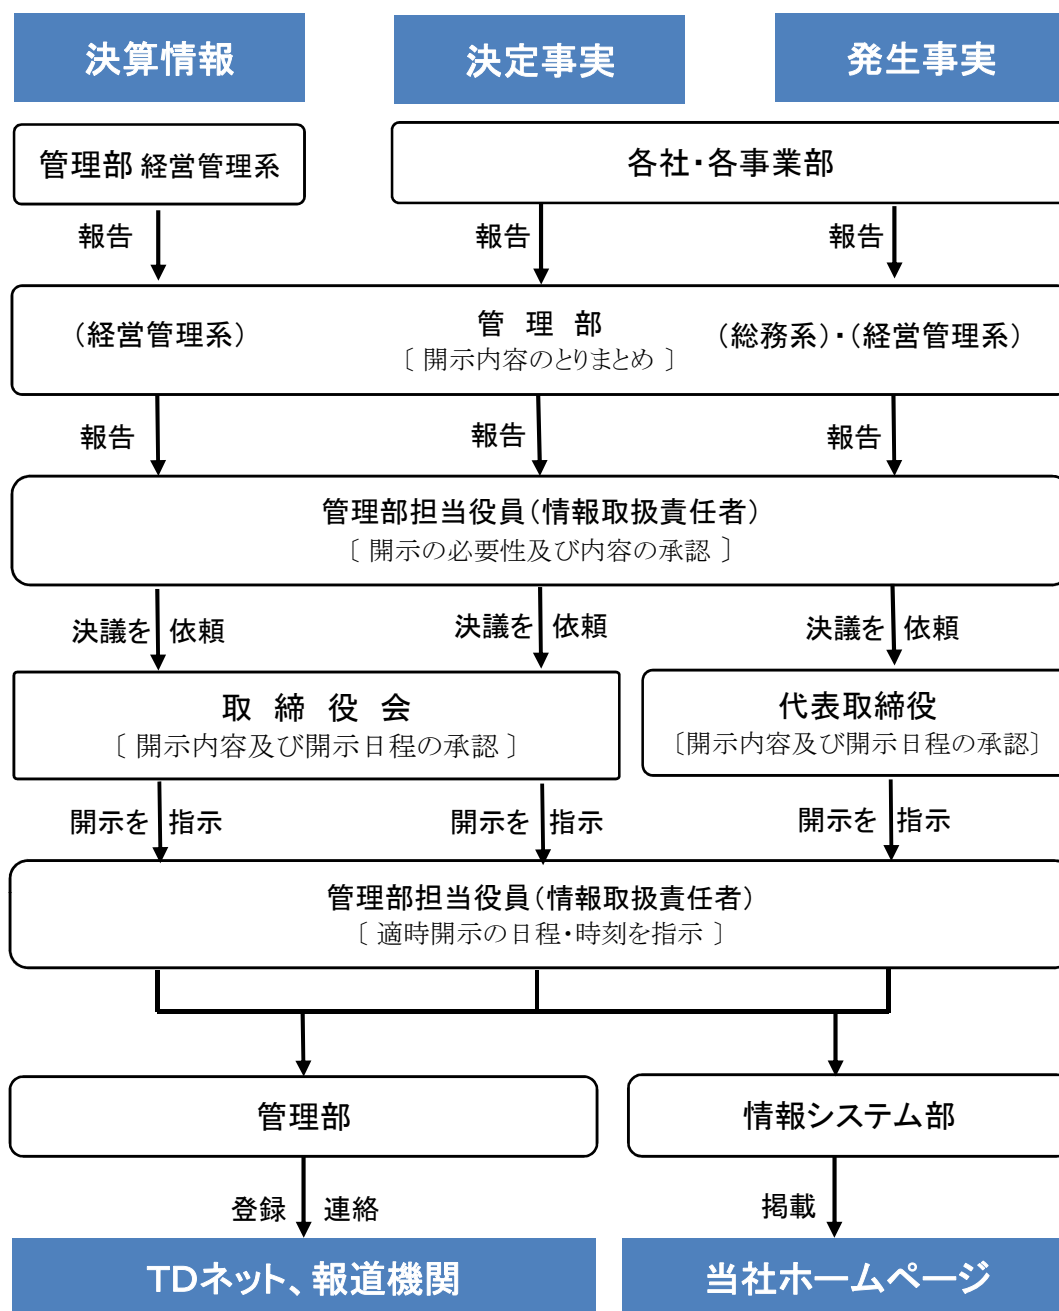 決算情報
決定事実
発生事実
管理部 経営管理系
各社・各事業部
報告
報告
報告
（経営管理系）
管 理 部
（総務系）・（経営管理系）
〔 開示内容のとりまとめ 〕
報告
報告
報告
管理部担当役員（情報取扱責任者）
〔 開示の必要性及び内容の承認 〕
決議を 依頼
決議を 依頼
決議を 依頼
取 締 役 会
〔 開示内容及び開示日程の承認 〕
代表取締役
〔開示内容及び開示日程の承認〕
開示を 指示
開示を 指示
開示を 指示
管理部担当役員（情報取扱責任者）
〔 適時開示の日程・時刻を指示 〕
管理部
情報システム部
登録 連絡
掲載
ＴＤネット、報道機関
当社ホームページ